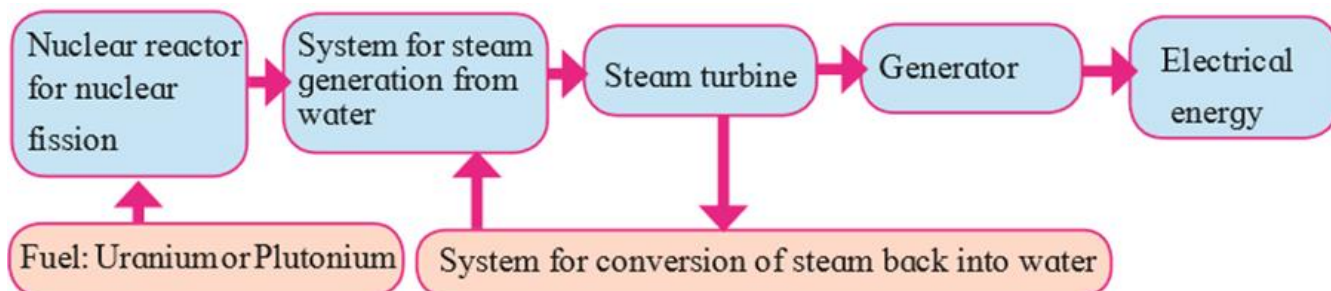 Nuclear reactor
for nuclear
fission
System for steam
generation from
water
Steam turbine
Generator
Electrical
energy
Fuel: Uranium or Plutonium
System for conversion of steam back into water